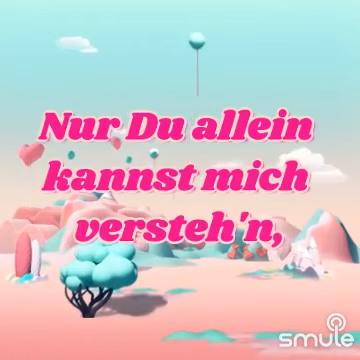 Nur Du allein
kannst mich
versteh'n,
smule